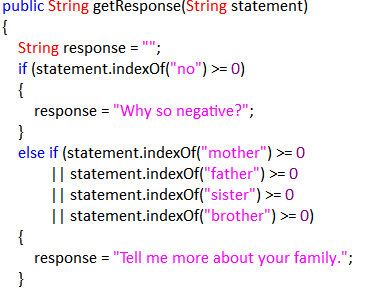 public String getResponse(String statement)
{
String response = "";
if (statement.indexOf("no") >= 0)
{
response = "Why so negative?";
}
else if (statement.indexOf("mother") >= 0
|| statement.indexOf("father") >= 0
|| statement.indexOf("sister") >= 0
|| statement.indexOf("brother") >= 0)
{
response = "Tell me more about your family.";
}